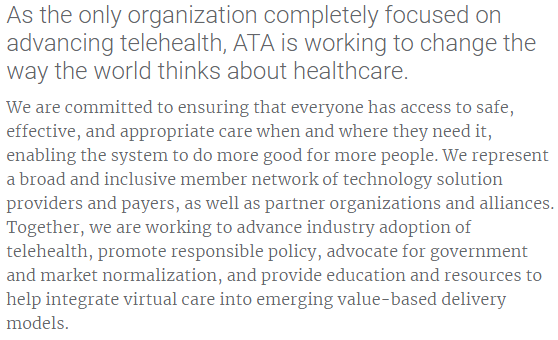 As the only organization completely focused on
advancing telehealth, ATA is working to change the
way the world thinks about healthcare.
We are committed to ensuring that everyone has access to safe,
effective, and appropriate care when and where they need it,
enabling the system to do more good for more people. We represent
a broad and inclusive member network of technology solution
providers and payers, as well as partner organizations and alliances.
Together, we are working to advance industry adoption of
telehealth, promote responsible policy, advocate for government
and market normalization, and provide education and resources to
help integrate virtual care into emerging value-based delivery
models.